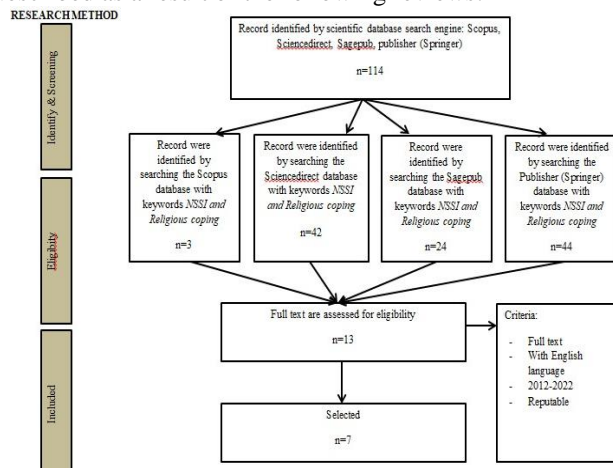 RESEARCH METHOD
Identify & Screening
Record identified by scientific database search engine: Scopus,
Sciencedirect, Sagepub, publisher (Springer)
n=114
Record were
identified by
searching the
Scopus
database with
keywords NSSI and
Religious coping
n=3
Record were identified
by searching the
Sciencedirect database
with keywords NSSI
and Religious coping
n=42
Record were
identified by
searching the
Sagepub
database with
keywords NSSI and
Religious coping
n=24
Record were identified
by searching the
Publisher (Springer)
database with
keywords NSSI and
Religious coping
n=44
Eligibity
Full text are assessed for eligibility
n=13
Criteria:
- Full text
- With English
language
- 2012-2022
- Reputable
Included
Selected
n=7